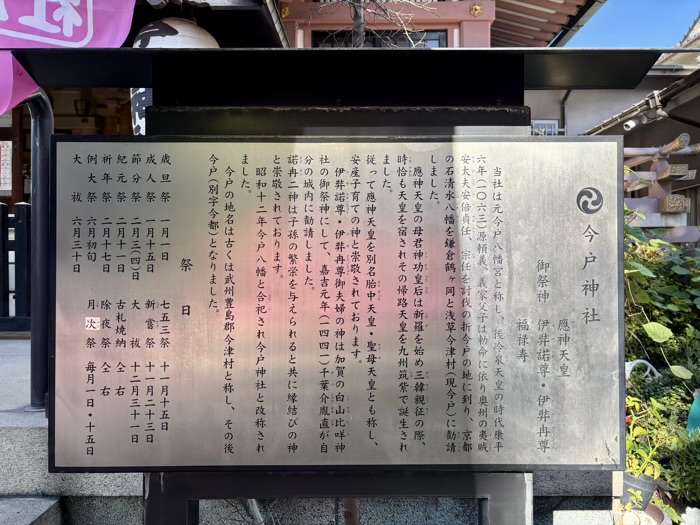 今戸神社
御祭神
應神天皇
伊弉諾尊・伊弉冉尊
福禄寿
当社は元今戸八幡宮と称し、後冷泉天皇の時代康平
六年(一〇六三)源頼義、義家父子は勅命に依り奥州の夷賊
安太夫安倍貞任、宗任を討伐の折今戸の地に到り、京都
の石清水八幡を鎌倉鶴ヶ岡と浅草今津村(現今戸)に勧請
しました。
應神天皇の母君神功皇后は新羅を始め三韓親征の際、
時恰も天皇を宿されその帰路天皇を九州筑紫で誕生され
ました。
従って應神天皇を別名胎中天皇・聖母天皇とも称し、
安産子育ての神と崇敬されております。
伊弉諾尊・伊弉冉尊御夫婦の神は加賀の白山比咩神
社の御祭神にして、嘉吉元年(一四四一)千葉介胤直が自
分の城内に勧請しました。
諾冉二神は子孫の繁栄を与えられると共に縁結びの神
と崇敬されております。
昭和十二年今戸八幡と合祀され今戸神社と改称され
ました。
今戸の地名は古くは武州豊島郡今津村と称し、その後
今戸(別字今都)となりました。
祭日
歳旦祭 一月一日
成人祭 一月十五日
節分祭 二月三(四)日
紀元祭 二月十一日
祈年祭 二月十七日
例大祭 六月初旬
大祓 六月三十日
七五三祭 十一月十五日
新嘗祭 十一月二十三日
大祓 十二月三十一日
古札焼納 仝右
除夜祭 仝右
月次祭 毎月一日・十五日